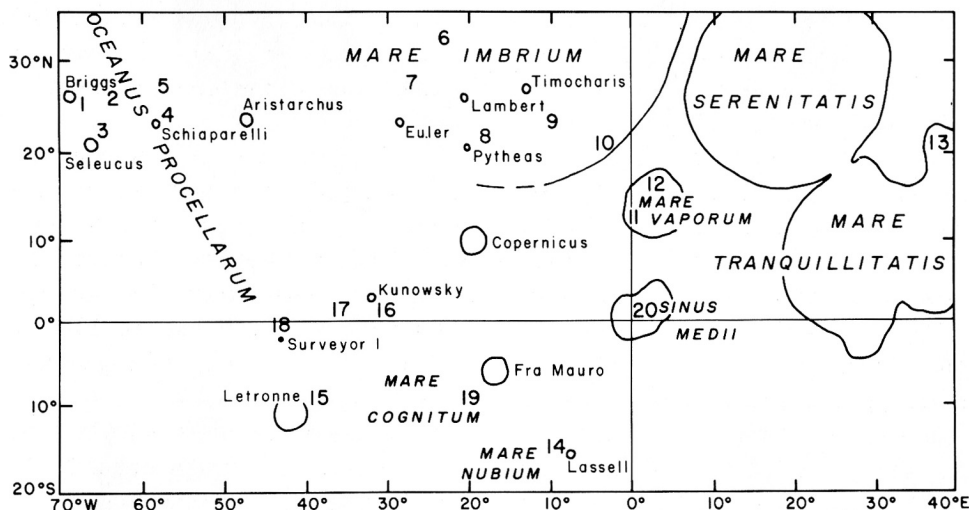 OCEANUS PROCELLARUM
6
MARE IMBRIUM
MARE
SERENITATIS
30°N
Briggs
1
2
5
7
Timocharis
Lambert
3
4
Schiaparelli
Aristarchus
Euler
8
9
10
13
Seleucus
Pytheas
20°
12
MARE
11 VAPORUM
MARE
TRANQUILLITATIS
10°
Copernicus
Kunowsky
17
16
20
SINUS
MEDII
0°
18
Surveyor I
Fra Mauro
MARE
COGNITUM
19
Letronne
15
10°
14
MARE
NUBIUM
Lassell
20°S
70°W
60°
50°
40°
30°
20°
10°
0°
10°
20°
30°
40°E